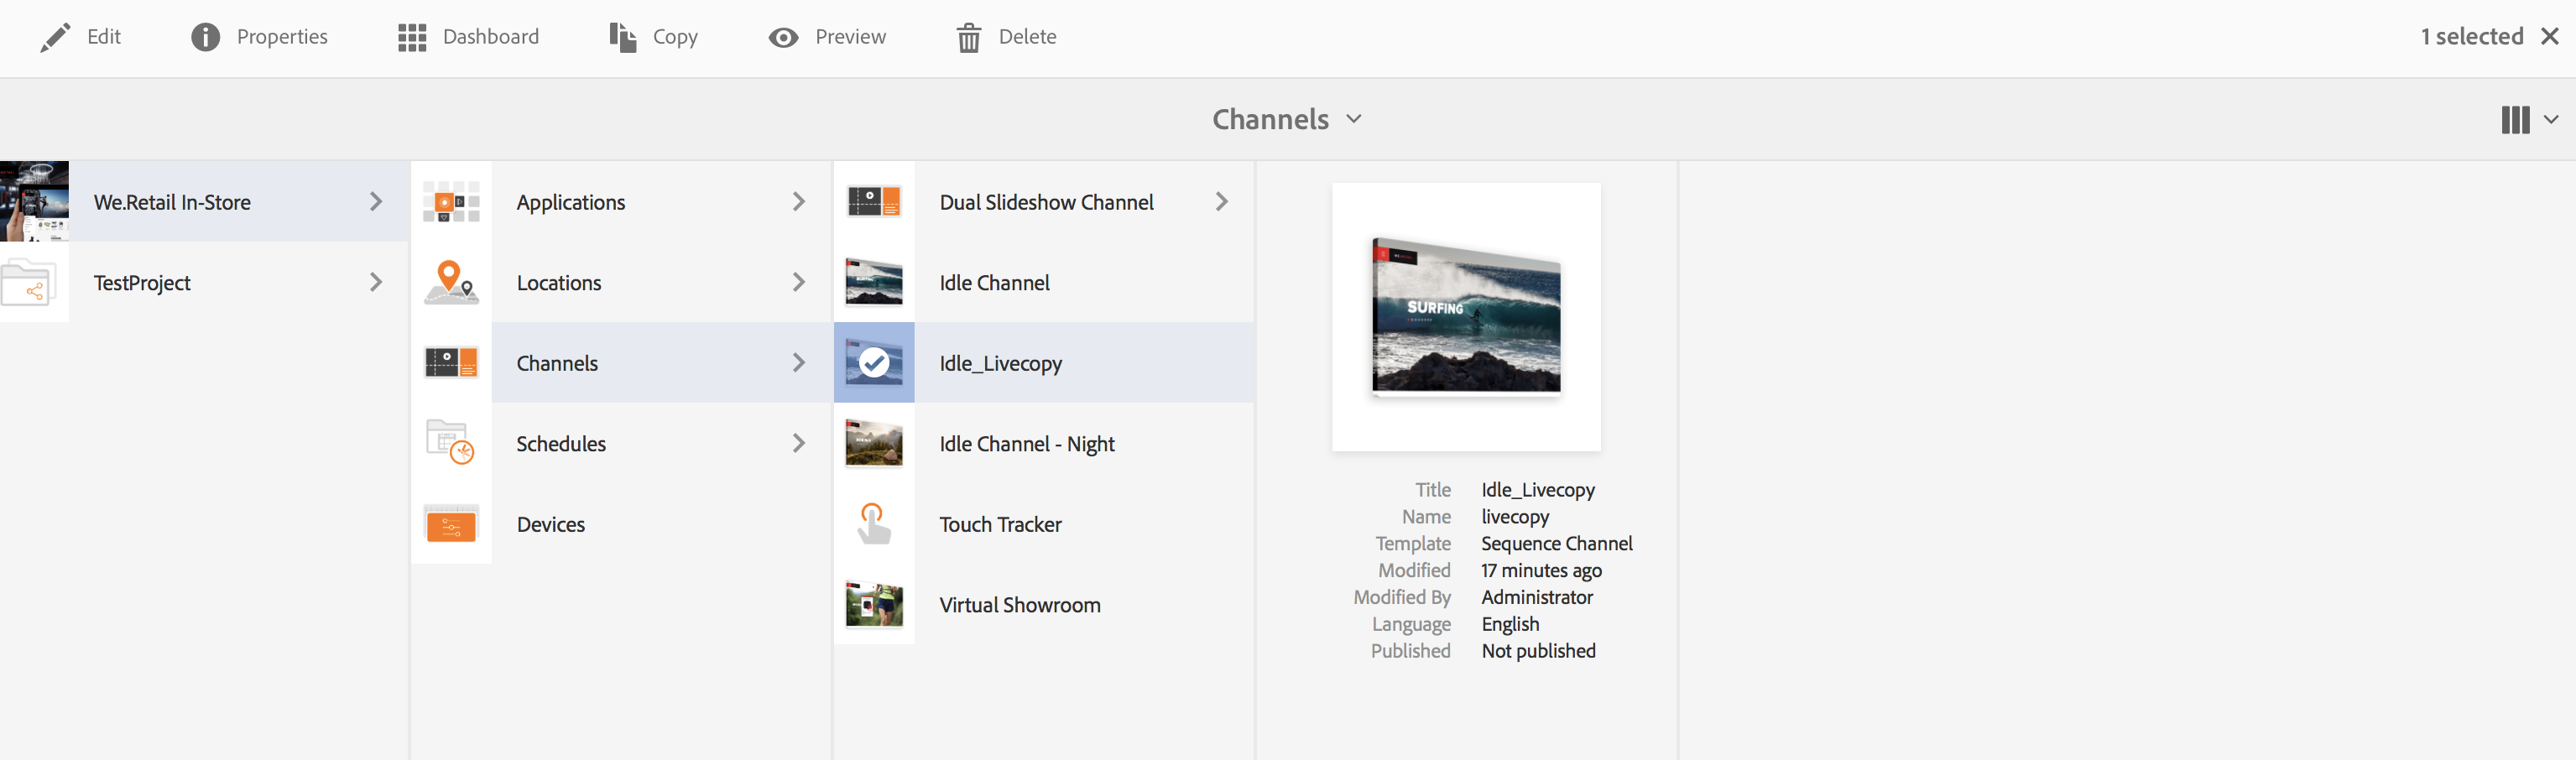 Edit Properties Dashboard Copy Preview Delete 1 selected
Channels
We.Retail In-Store
TestProject
Applications
Locations
Channels
Schedules
Devices
Dual Slideshow Channel
Idle Channel
Idle_Livecopy
Idle Channel - Night
Touch Tracker
Virtual Showroom
SURFING
Title Idle_Livecopy
Name livecopy
Template Sequence Channel
Modified 17 minutes ago
Modified By Administrator
Language English
Published Not published